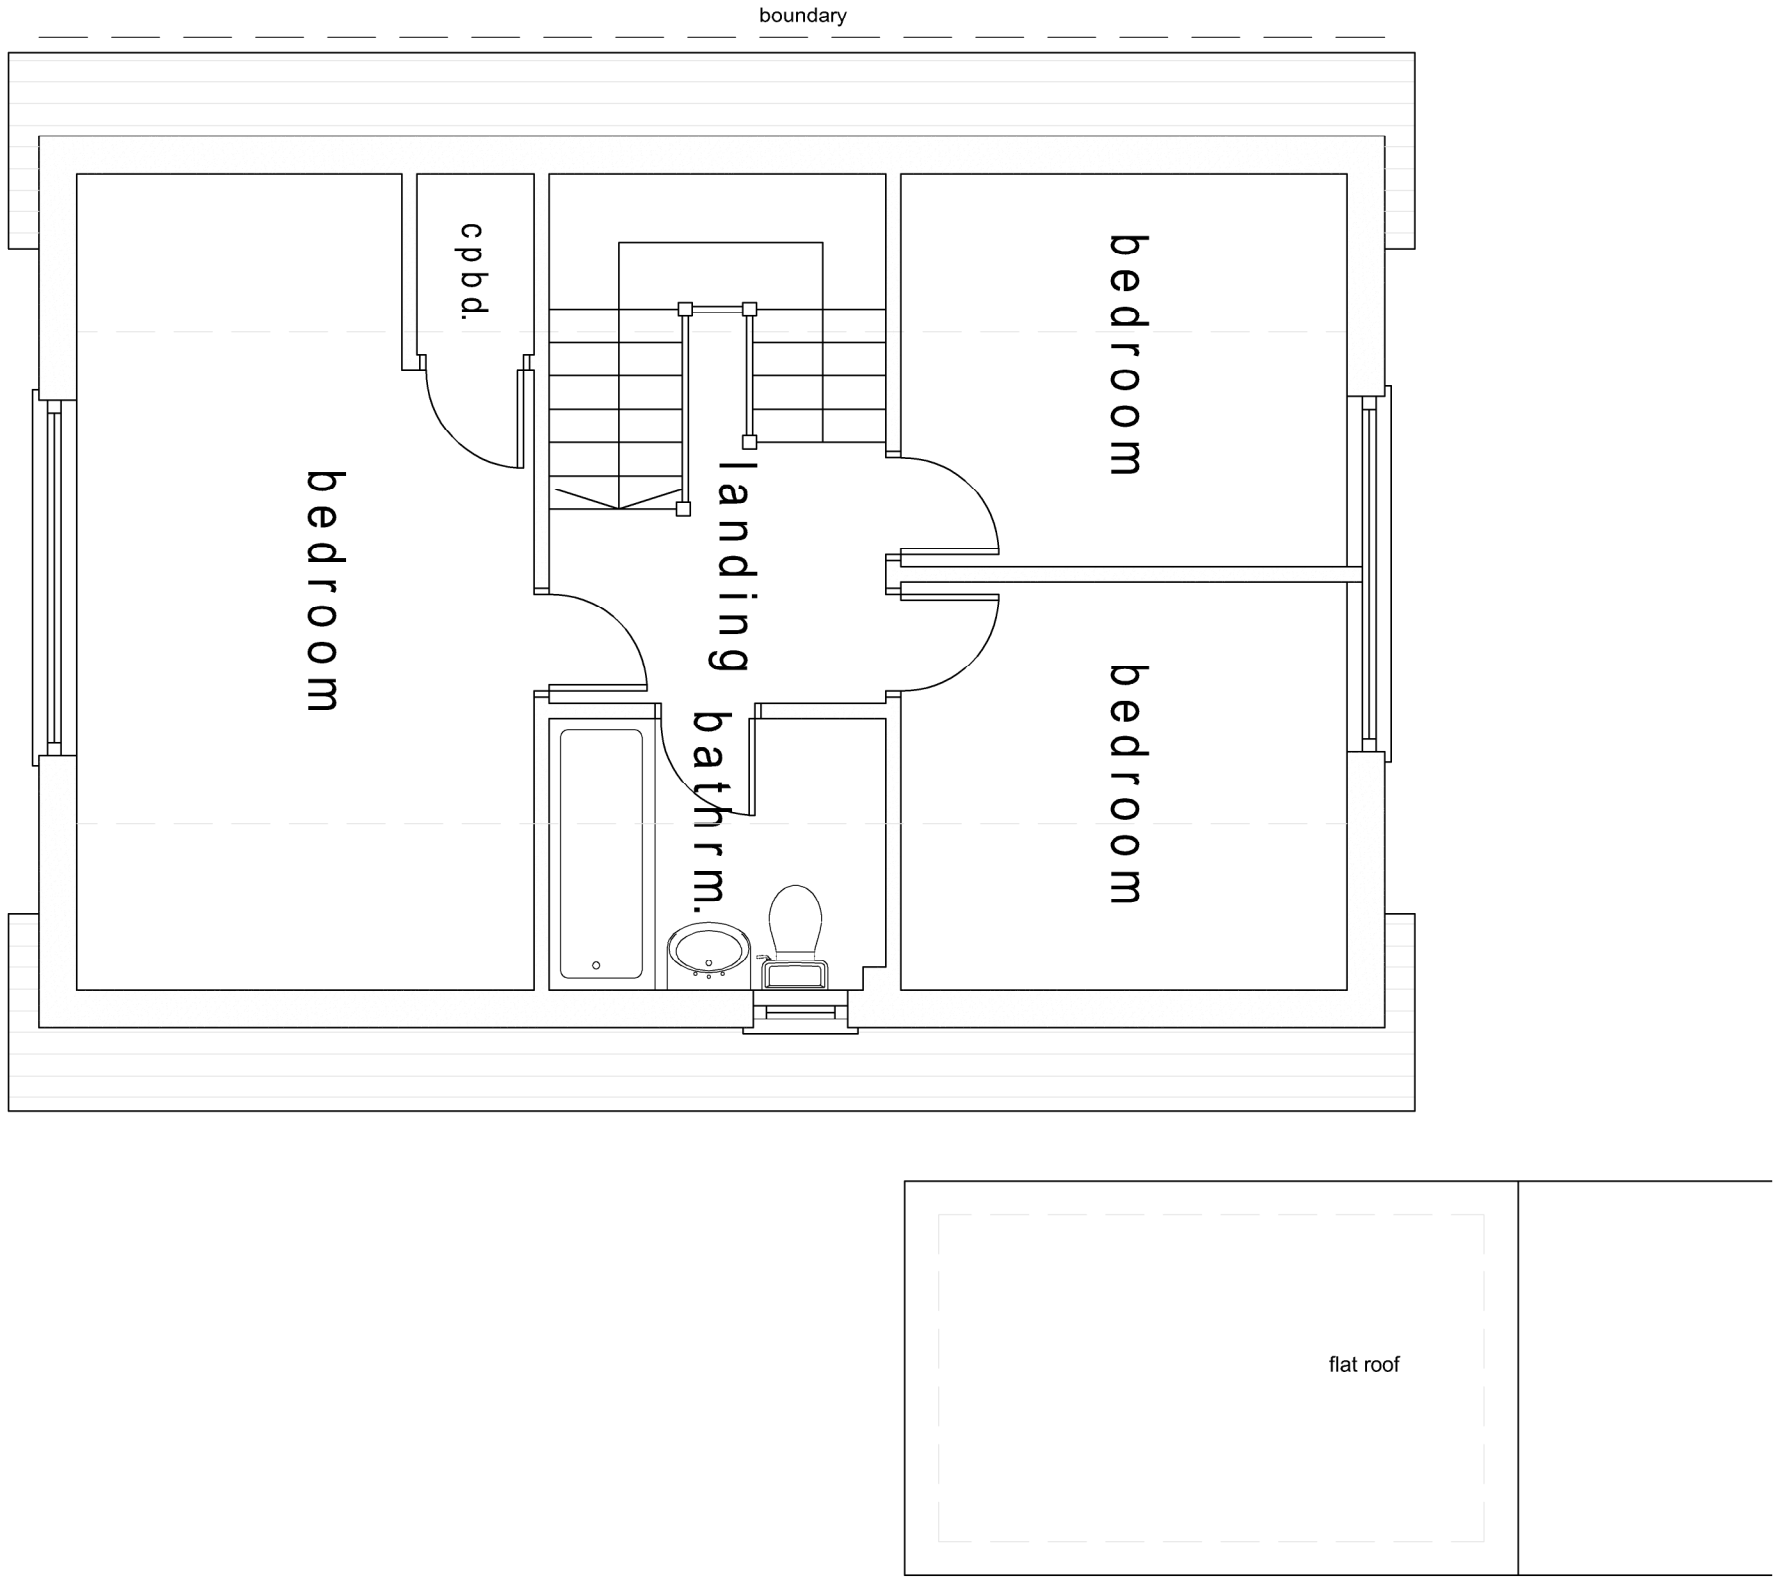 boundary
cpbd.
bedroom
bedroom
landing
bedroom
bathrm.
flat roof